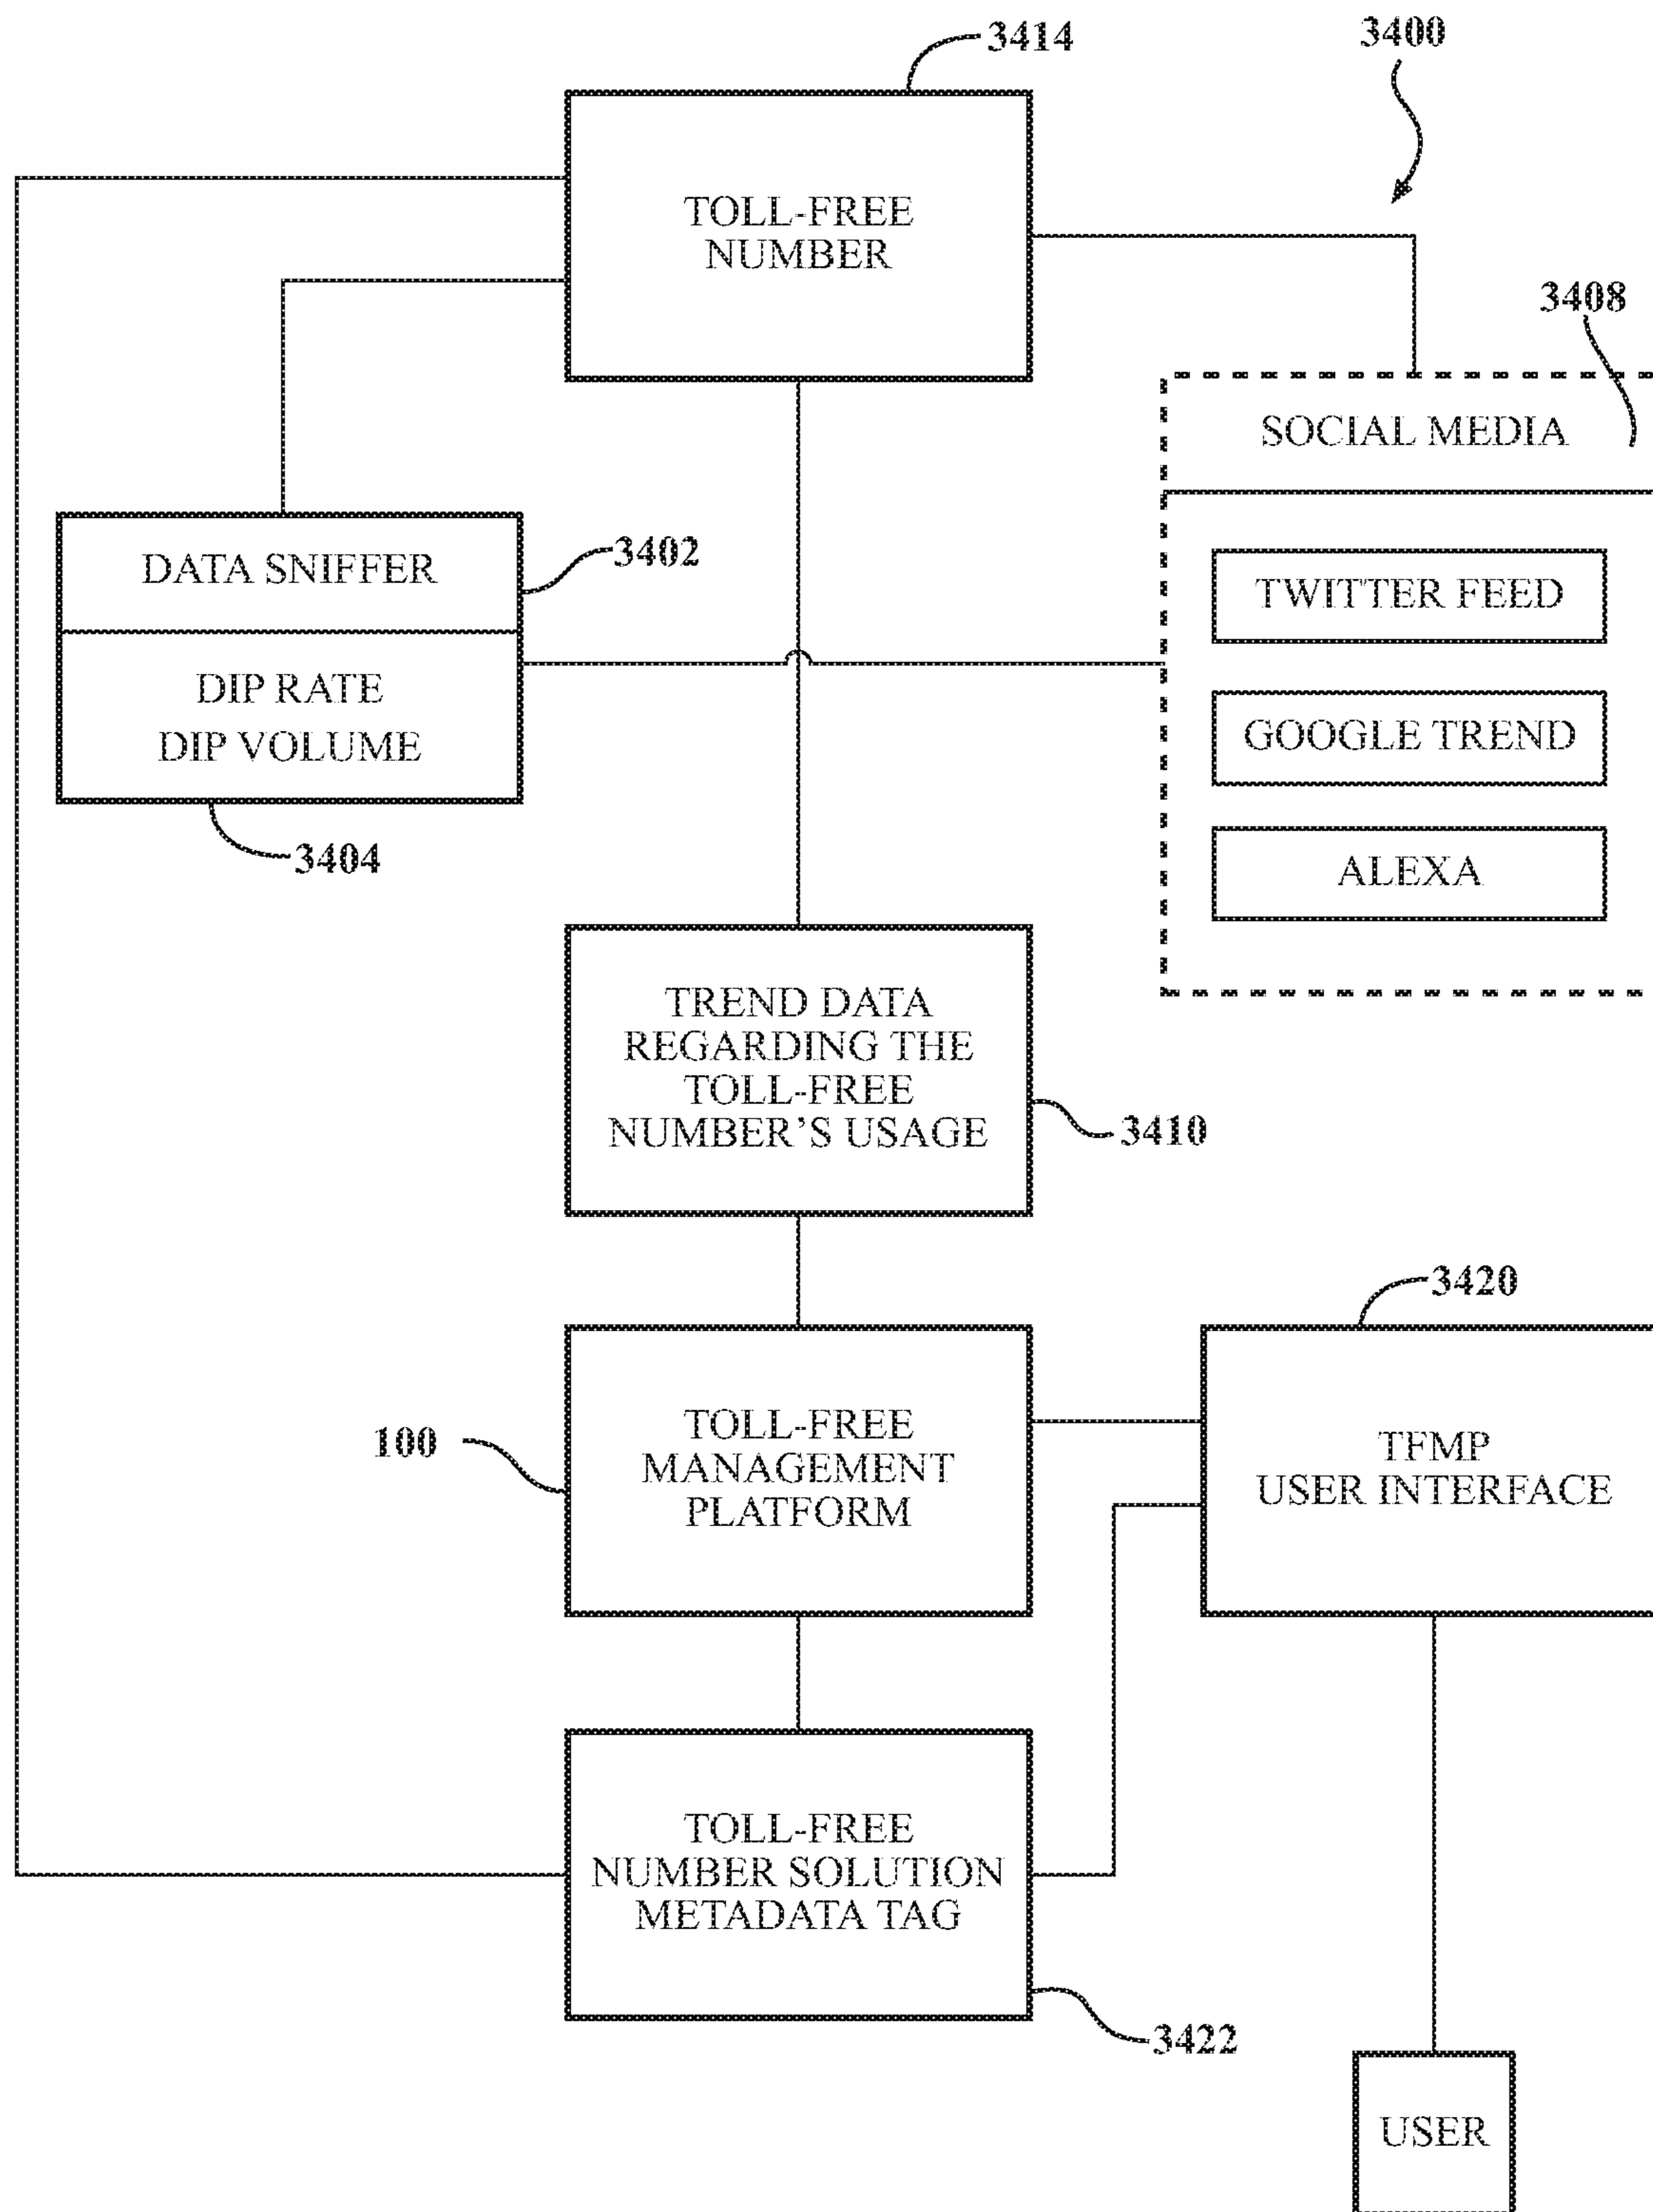 3414
3400
TOLL-FREE
NUMBER
3408
SOCIAL MEDIA
DATA SNIFFER
3402
TWITTER FEED
DIP RATE
DIP VOLUME
GOOGLE TREND
3404
ALEXA
TREND DATA
REGARDING THE
TOLL-FREE
NUMBER’S USAGE
3410
3420
100
TOLL-FREE
MANAGEMENT
PLATFORM
TFMP
USER INTERFACE
TOLL-FREE
NUMBER SOLUTION
METADATA TAG
3422
USER